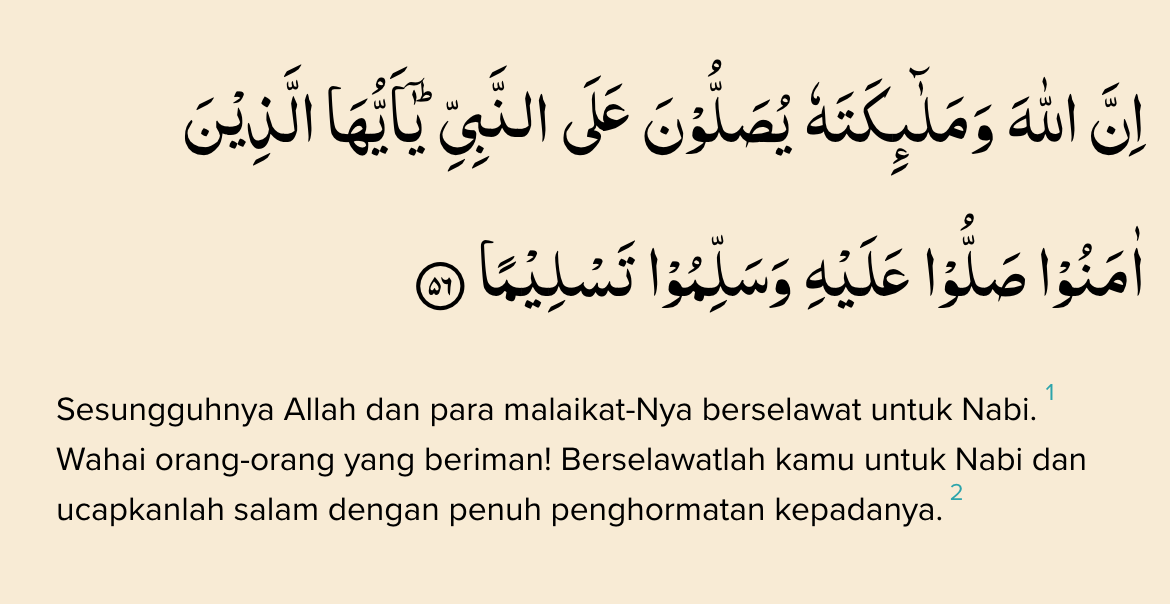 اِنَّ اللّٰهَ وَمَلٰۤىِٕكَتَهٗ يُصَلُّوْنَ عَلَى النَّبِيِّۗ يٰٓاَيُّهَا الَّذِيْنَ
اٰمَنُوْا صَلُّوْا عَلَيْهِ وَسَلِّمُوْا تَسْلِيْمًا ۵۶
Sesungguhnya Allah dan para malaikat-Nya berselawat untuk Nabi. 1
Wahai orang-orang yang beriman! Berselawatlah kamu untuk Nabi dan
ucapkanlah salam dengan penuh penghormatan kepadanya. 2